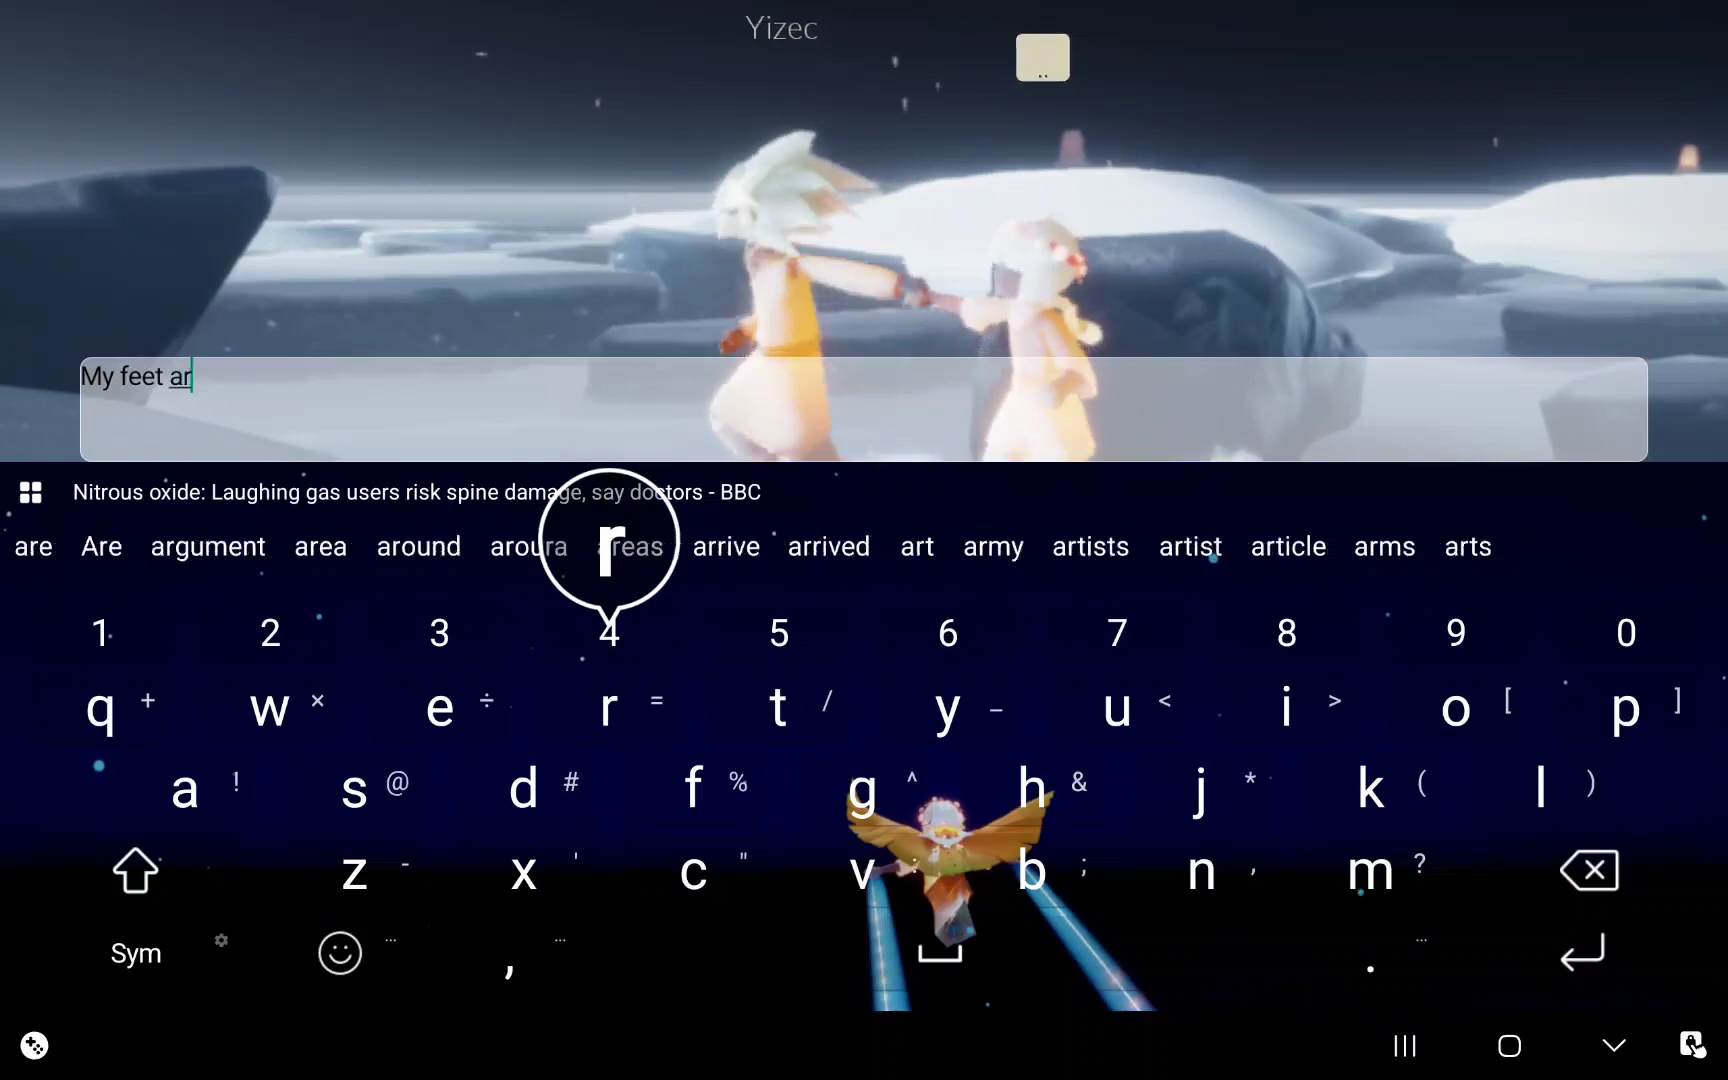 Yizec
..
My feet ar
Nitrous oxide: Laughing gas users risk spine damage, say doctors - BBC
are Are argument area around aroura areas arrive arrived art army artists artist article arms arts
r
1 2 3 4 5 6 7 8 9 0
q + w × e ÷ r = t / y _ u < i > o [ p ]
a ! s @ d # f % g ^ h & j * k ( l )
z - x ' c " v : b ; n , m ?
Sym , .